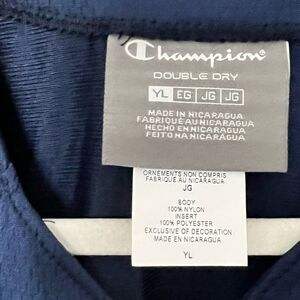 Champion
DOUBLE DRY
YL EG JG JG
MADE IN NICARAGUA
FABRIQUÉ AU NICARAGUA
HECHO EN NICARAGUA
FEITO NA NICARAGUA
ORNEMENTS NON COMPRIS
FABRIQUE AU NICARAGUA
JG
BODY
100% NYLON
INSERT
100% POLYESTER
EXCLUSIVE OF DECORATION
MADE IN NICARAGUA
YL